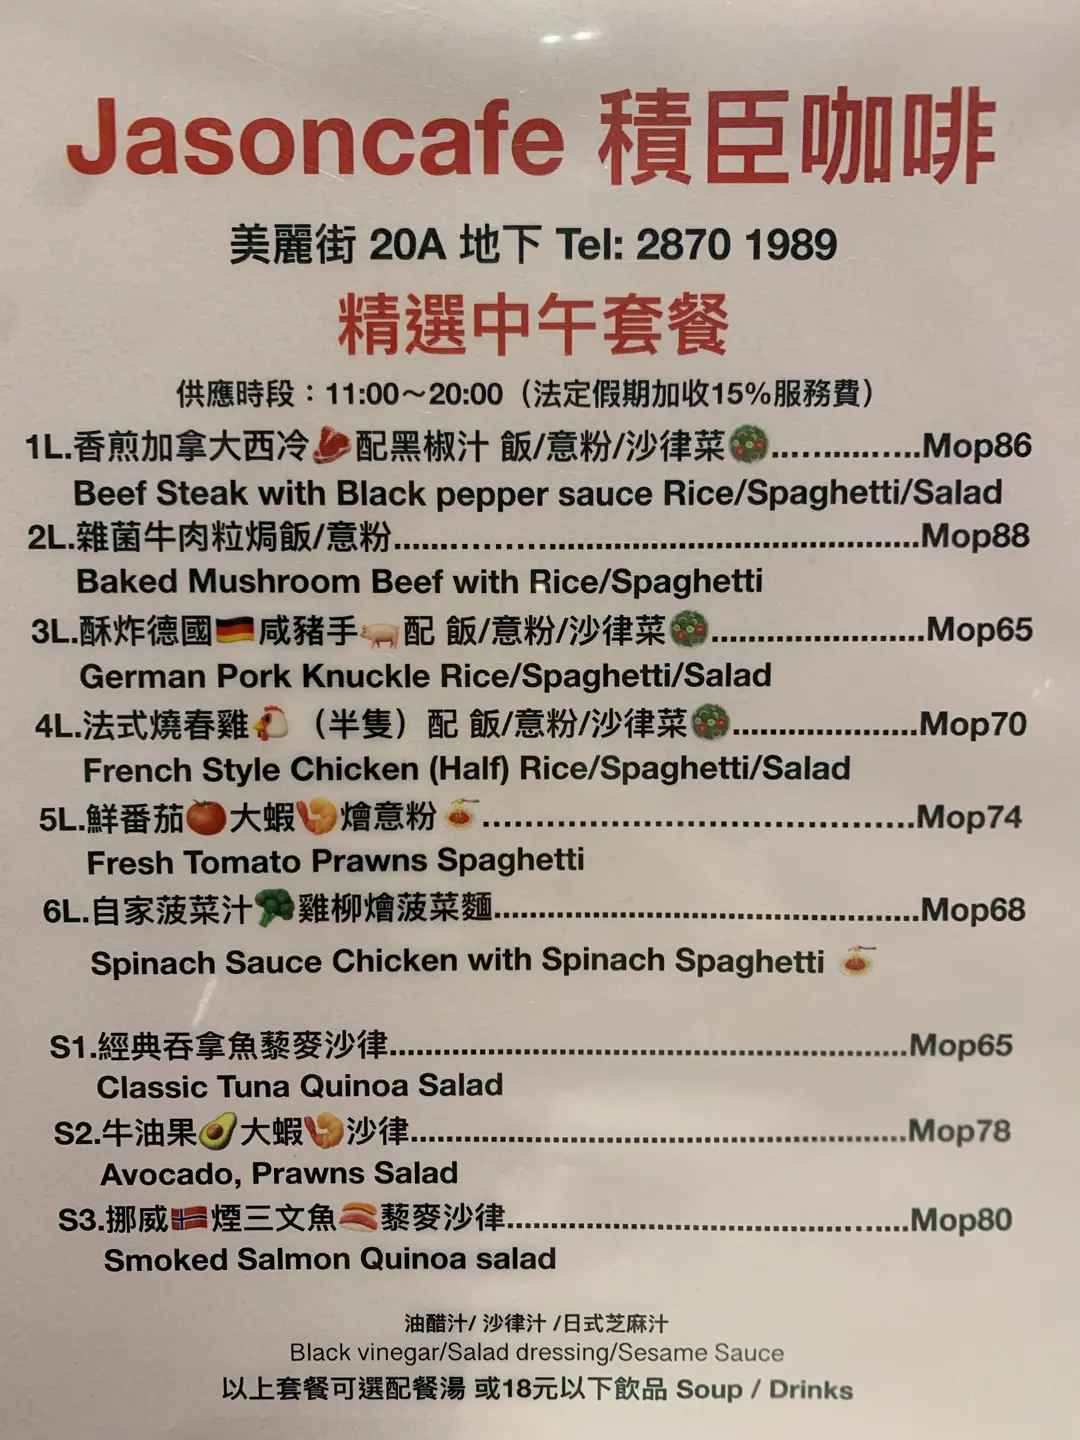 Jasoncafe 積臣咖啡
美麗街 20A 地下 Tel: 2870 1989
精選中午套餐
供應時段：11:00～20:00（法定假期加收15%服務費）
1L.香煎加拿大西冷🥩配黑椒汁 飯/意粉/沙律菜🥗....................Mop86
Beef Steak with Black pepper sauce Rice/Spaghetti/Salad
2L.雜菌牛肉粒焗飯/意粉............................................................Mop88
Baked Mushroom Beef with Rice/Spaghetti
3L.酥炸德國🇩🇪咸豬手🐖配 飯/意粉/沙律菜🥗........................Mop65
German Pork Knuckle Rice/Spaghetti/Salad
4L.法式燒春雞🐔（半隻）配 飯/意粉/沙律菜🥗.....................Mop70
French Style Chicken (Half) Rice/Spaghetti/Salad
5L.鮮番茄🍅大蝦🍤燴意粉🍝..........................................Mop74
Fresh Tomato Prawns Spaghetti
6L.自家菠菜汁🥦雞柳燴菠菜麵................................................Mop68
Spinach Sauce Chicken with Spinach Spaghetti 🍝
S1.經典吞拿魚藜麥沙律..........................................................Mop65
Classic Tuna Quinoa Salad
S2.牛油果🥑大蝦🍤沙律........................................................Mop78
Avocado, Prawns Salad
S3.挪威🇳🇴煙三文魚🍣藜麥沙律.............................................Mop80
Smoked Salmon Quinoa salad
油醋汁/ 沙律汁 /日式芝麻汁
Black vinegar/Salad dressing/Sesame Sauce
以上套餐可選配餐湯 或18元以下飲品 Soup / Drinks